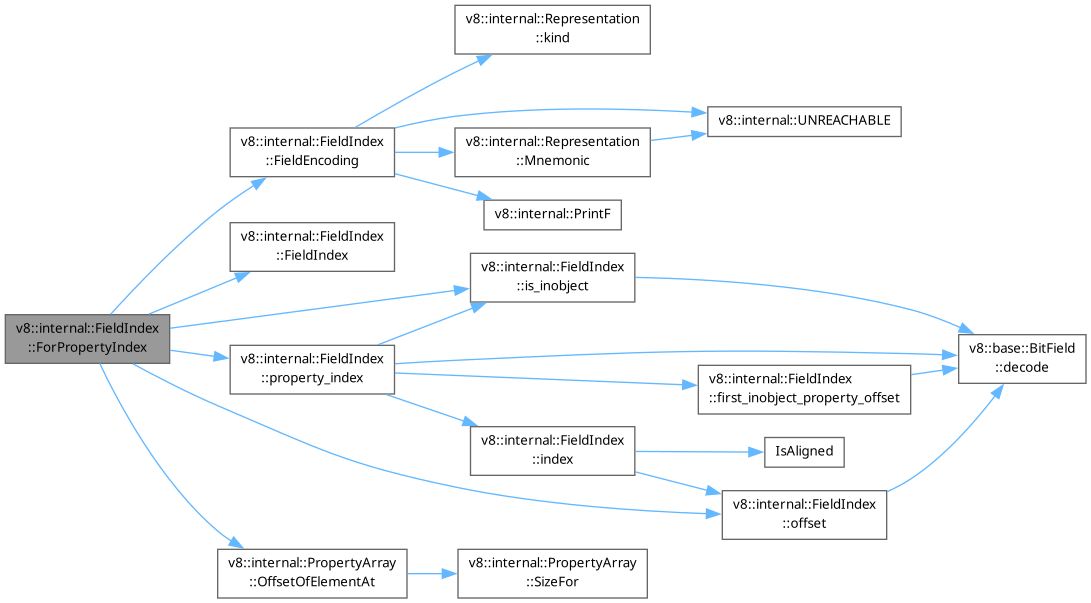 v8::internal::Representation
::kind
v8::internal::FieldIndex
::FieldEncoding
v8::internal::UNREACHABLE
v8::internal::Representation
::Mnemonic
v8::internal::PrintF
v8::internal::FieldIndex
::FieldIndex
v8::internal::FieldIndex
::is_inobject
v8::internal::FieldIndex
::ForPropertyIndex
v8::internal::FieldIndex
::property_index
v8::base::BitField
::decode
v8::internal::FieldIndex
::first_inobject_property_offset
v8::internal::FieldIndex
::index
IsAligned
v8::internal::FieldIndex
::offset
v8::internal::PropertyArray
::OffsetOfElementAt
v8::internal::PropertyArray
::SizeFor